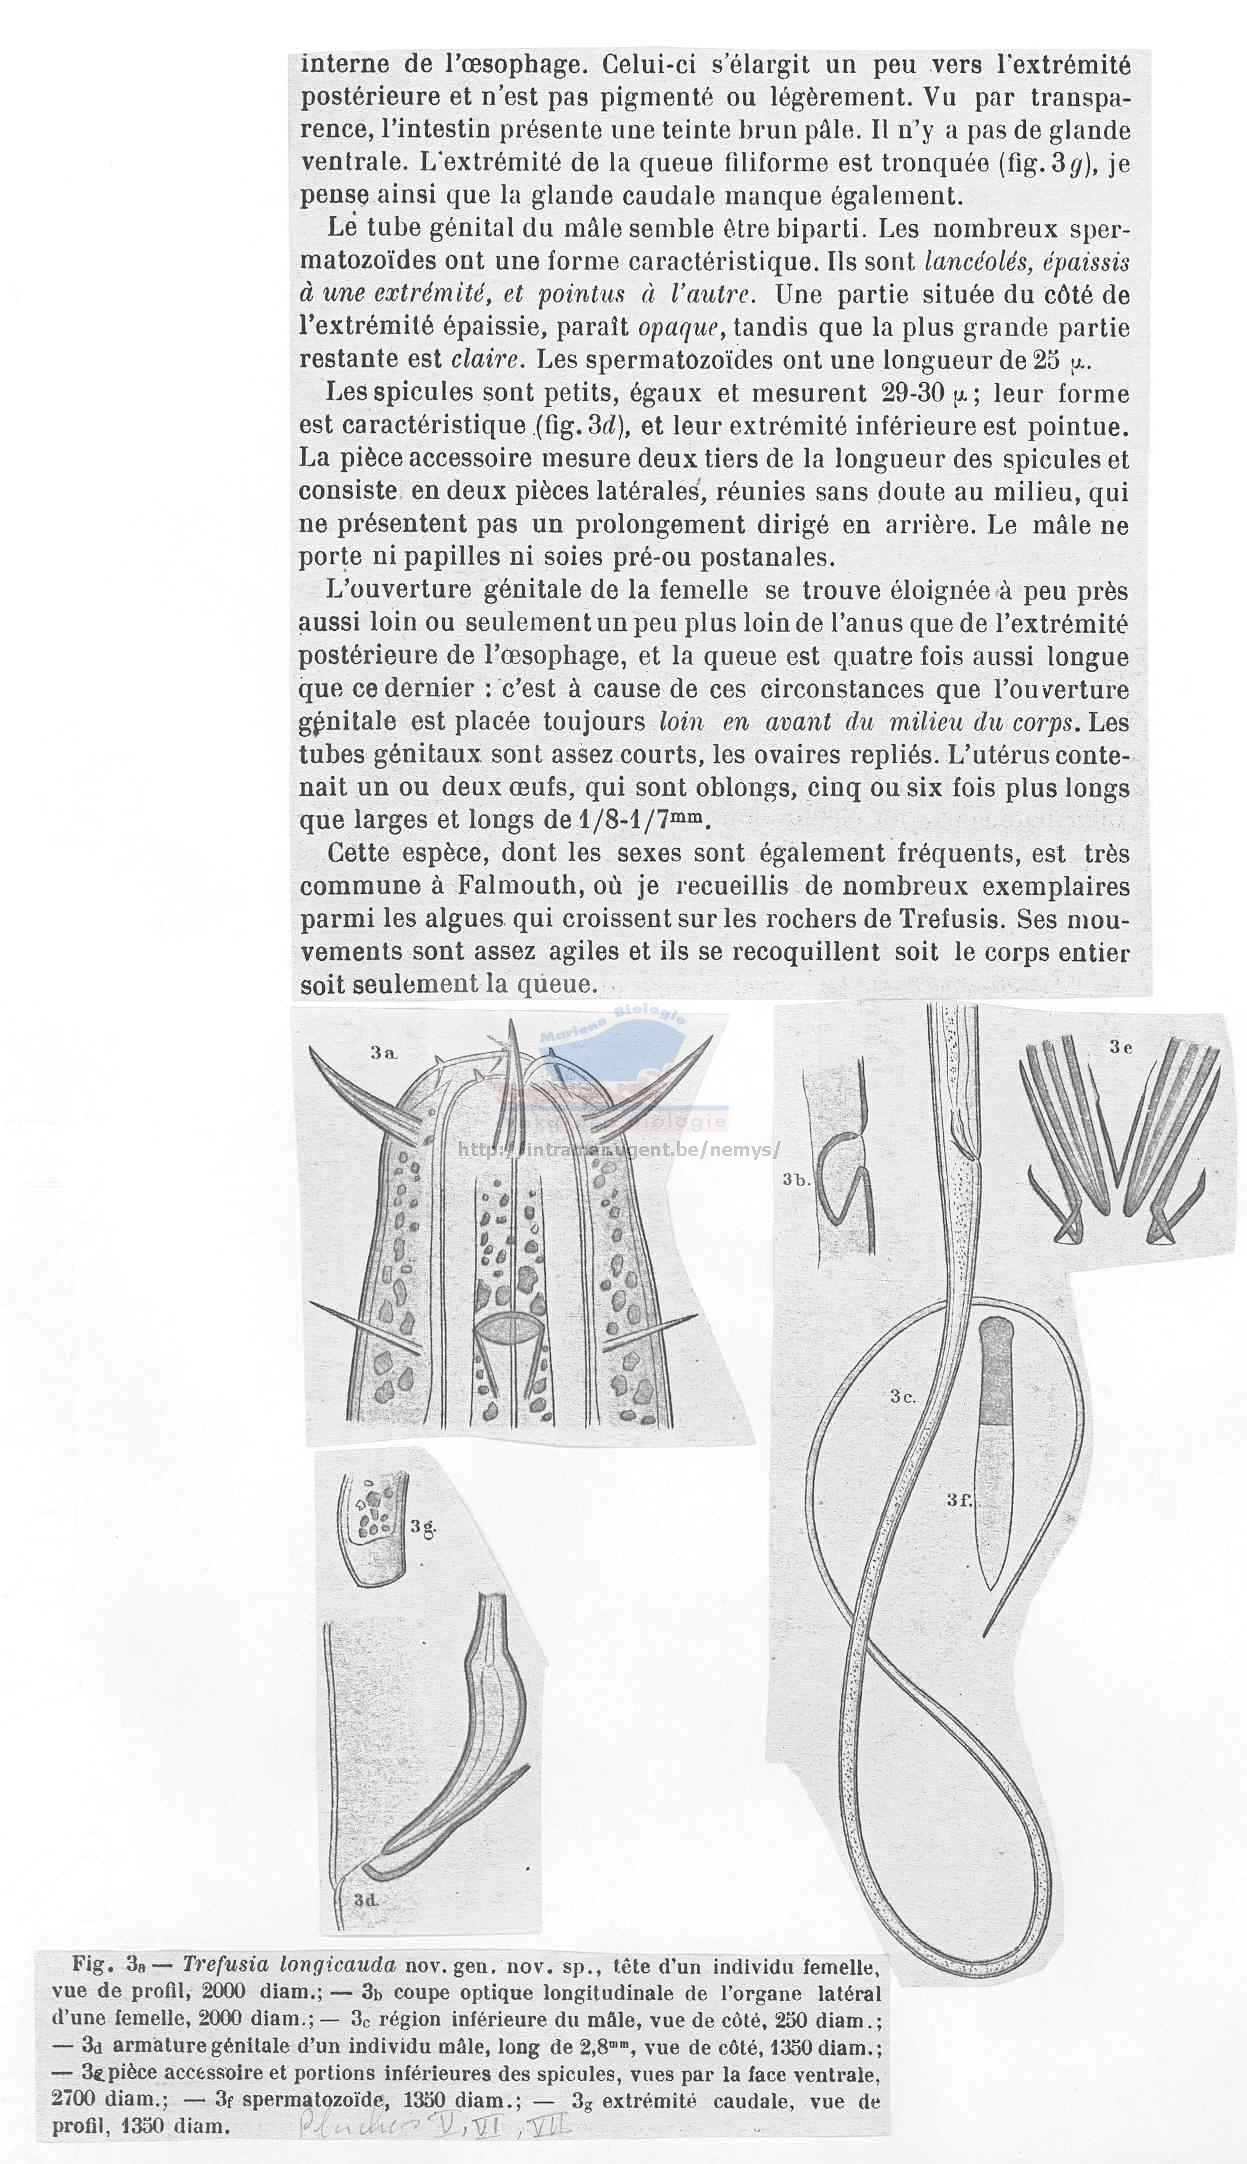 interne de l'œsophage. Celui-ci s'élargit un peu vers l'extrémité
postérieure et n'est pas pigmenté ou légèrement. Vu par transpa-
rence, l'intestin présente une teinte brun pâle. Il n'y a pas de glande
ventrale. L'extrémité de la queue filiforme est tronquée (fig. 3g), je
pense ainsi que la glande caudale manque également.
Le tube génital du mâle semble être biparti. Les nombreux sper-
matozoïdes ont une forme caractéristique. Ils sont lancéolés, épaissis
à une extrémité, et pointus à l'autre. Une partie située du côté de
l'extrémité épaissie, paraît opaque, tandis que la plus grande partie
restante est claire. Les spermatozoïdes ont une longueur de 25 µ.
Les spicules sont petits, égaux et mesurent 29-30 µ ; leur forme
est caractéristique (fig. 3d), et leur extrémité inférieure est pointue.
La pièce accessoire mesure deux tiers de la longueur des spicules et
consiste en deux pièces latérales, réunies sans doute au milieu, qui
ne présentent pas un prolongement dirigé en arrière. Le mâle ne
porte ni papilles ni soies pré-ou postanales.
L'ouverture génitale de la femelle se trouve éloignée à peu près
aussi loin ou seulement un peu plus loin de l'anus que de l'extrémité
postérieure de l'œsophage, et la queue est quatre fois aussi longue
que ce dernier : c'est à cause de ces circonstances que l'ouverture
génitale est placée toujours loin en avant du milieu du corps. Les
tubes génitaux sont assez courts, les ovaires repliés. L'utérus conte-
nait un ou deux œufs, qui sont oblongs, cinq ou six fois plus longs
que larges et longs de 1/8-1/7mm.
Cette espèce, dont les sexes sont également fréquents, est très
commune à Falmouth, où je recueillis de nombreux exemplaires
parmi les algues qui croissent sur les rochers de Trefusis. Ses mou-
vements sont assez agiles et ils se recoquillent soit le corps entier
soit seulement la queue.
Mariene Biologie
vakgroep Biologie
http://intramar.ugent.be/nemys/
3a
3e
3b.
3c.
3f.
3g.
3d.
Fig. 3a — Trefusia longicauda nov. gen. nov. sp., tête d'un individu femelle,
vue de profil, 2000 diam.; — 3b coupe optique longitudinale de l'organe latéral
d'une femelle, 2000 diam.; — 3c région inférieure du mâle, vue de côté, 250 diam.;
— 3d armature génitale d'un individu mâle, long de 2,8mm, vue de côté, 1350 diam.;
— 3e pièce accessoire et portions inférieures des spicules, vues par la face ventrale,
2700 diam.; — 3f spermatozoïde, 1350 diam.; — 3g extrémité caudale, vue de
profil, 1350 diam.
Planches V, VI, VII